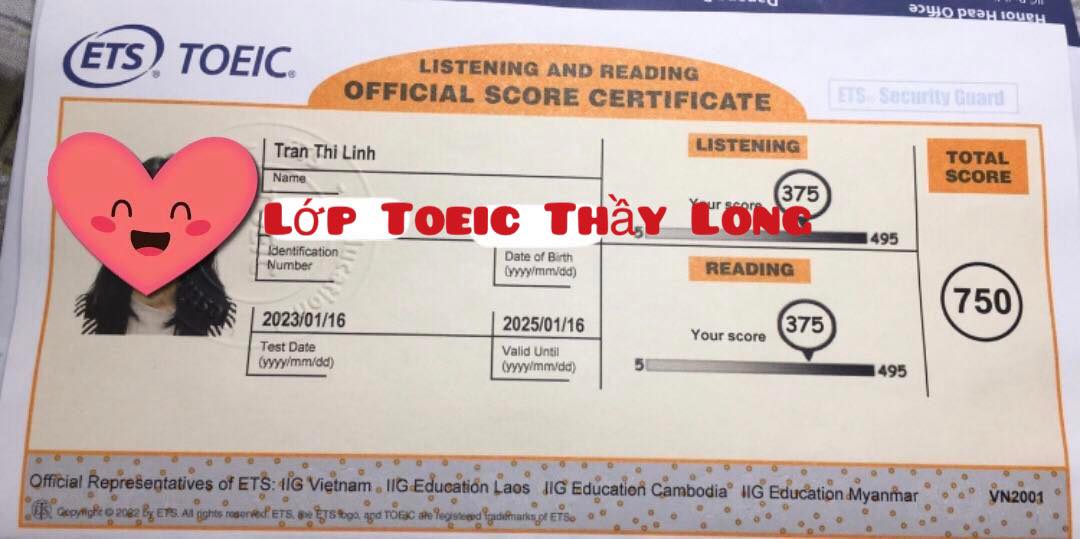 Hanoi Head Office
ETS TOEIC
LISTENING AND READING
OFFICIAL SCORE CERTIFICATE
ETS Security Guard
Tran Thi Linh
Name
LISTENING
TOTAL
SCORE
375
Your score
Lớp Toeic Thầy Long
5 495
Identification
Number
Date of Birth
(yyyy/mm/dd)
READING
750
2023/01/16
Test Date
(yyyy/mm/dd)
2025/01/16
Valid Until
(yyyy/mm/dd)
Your score
375
5 495
Official Representatives of ETS: IIG Vietnam IIG Education Laos IIG Education Cambodia IIG Education Myanmar
VN2001
Copyright © 2022 by ETS. All rights reserved. ETS, the ETS logo, and TOEIC are registered trademarks of ETS.